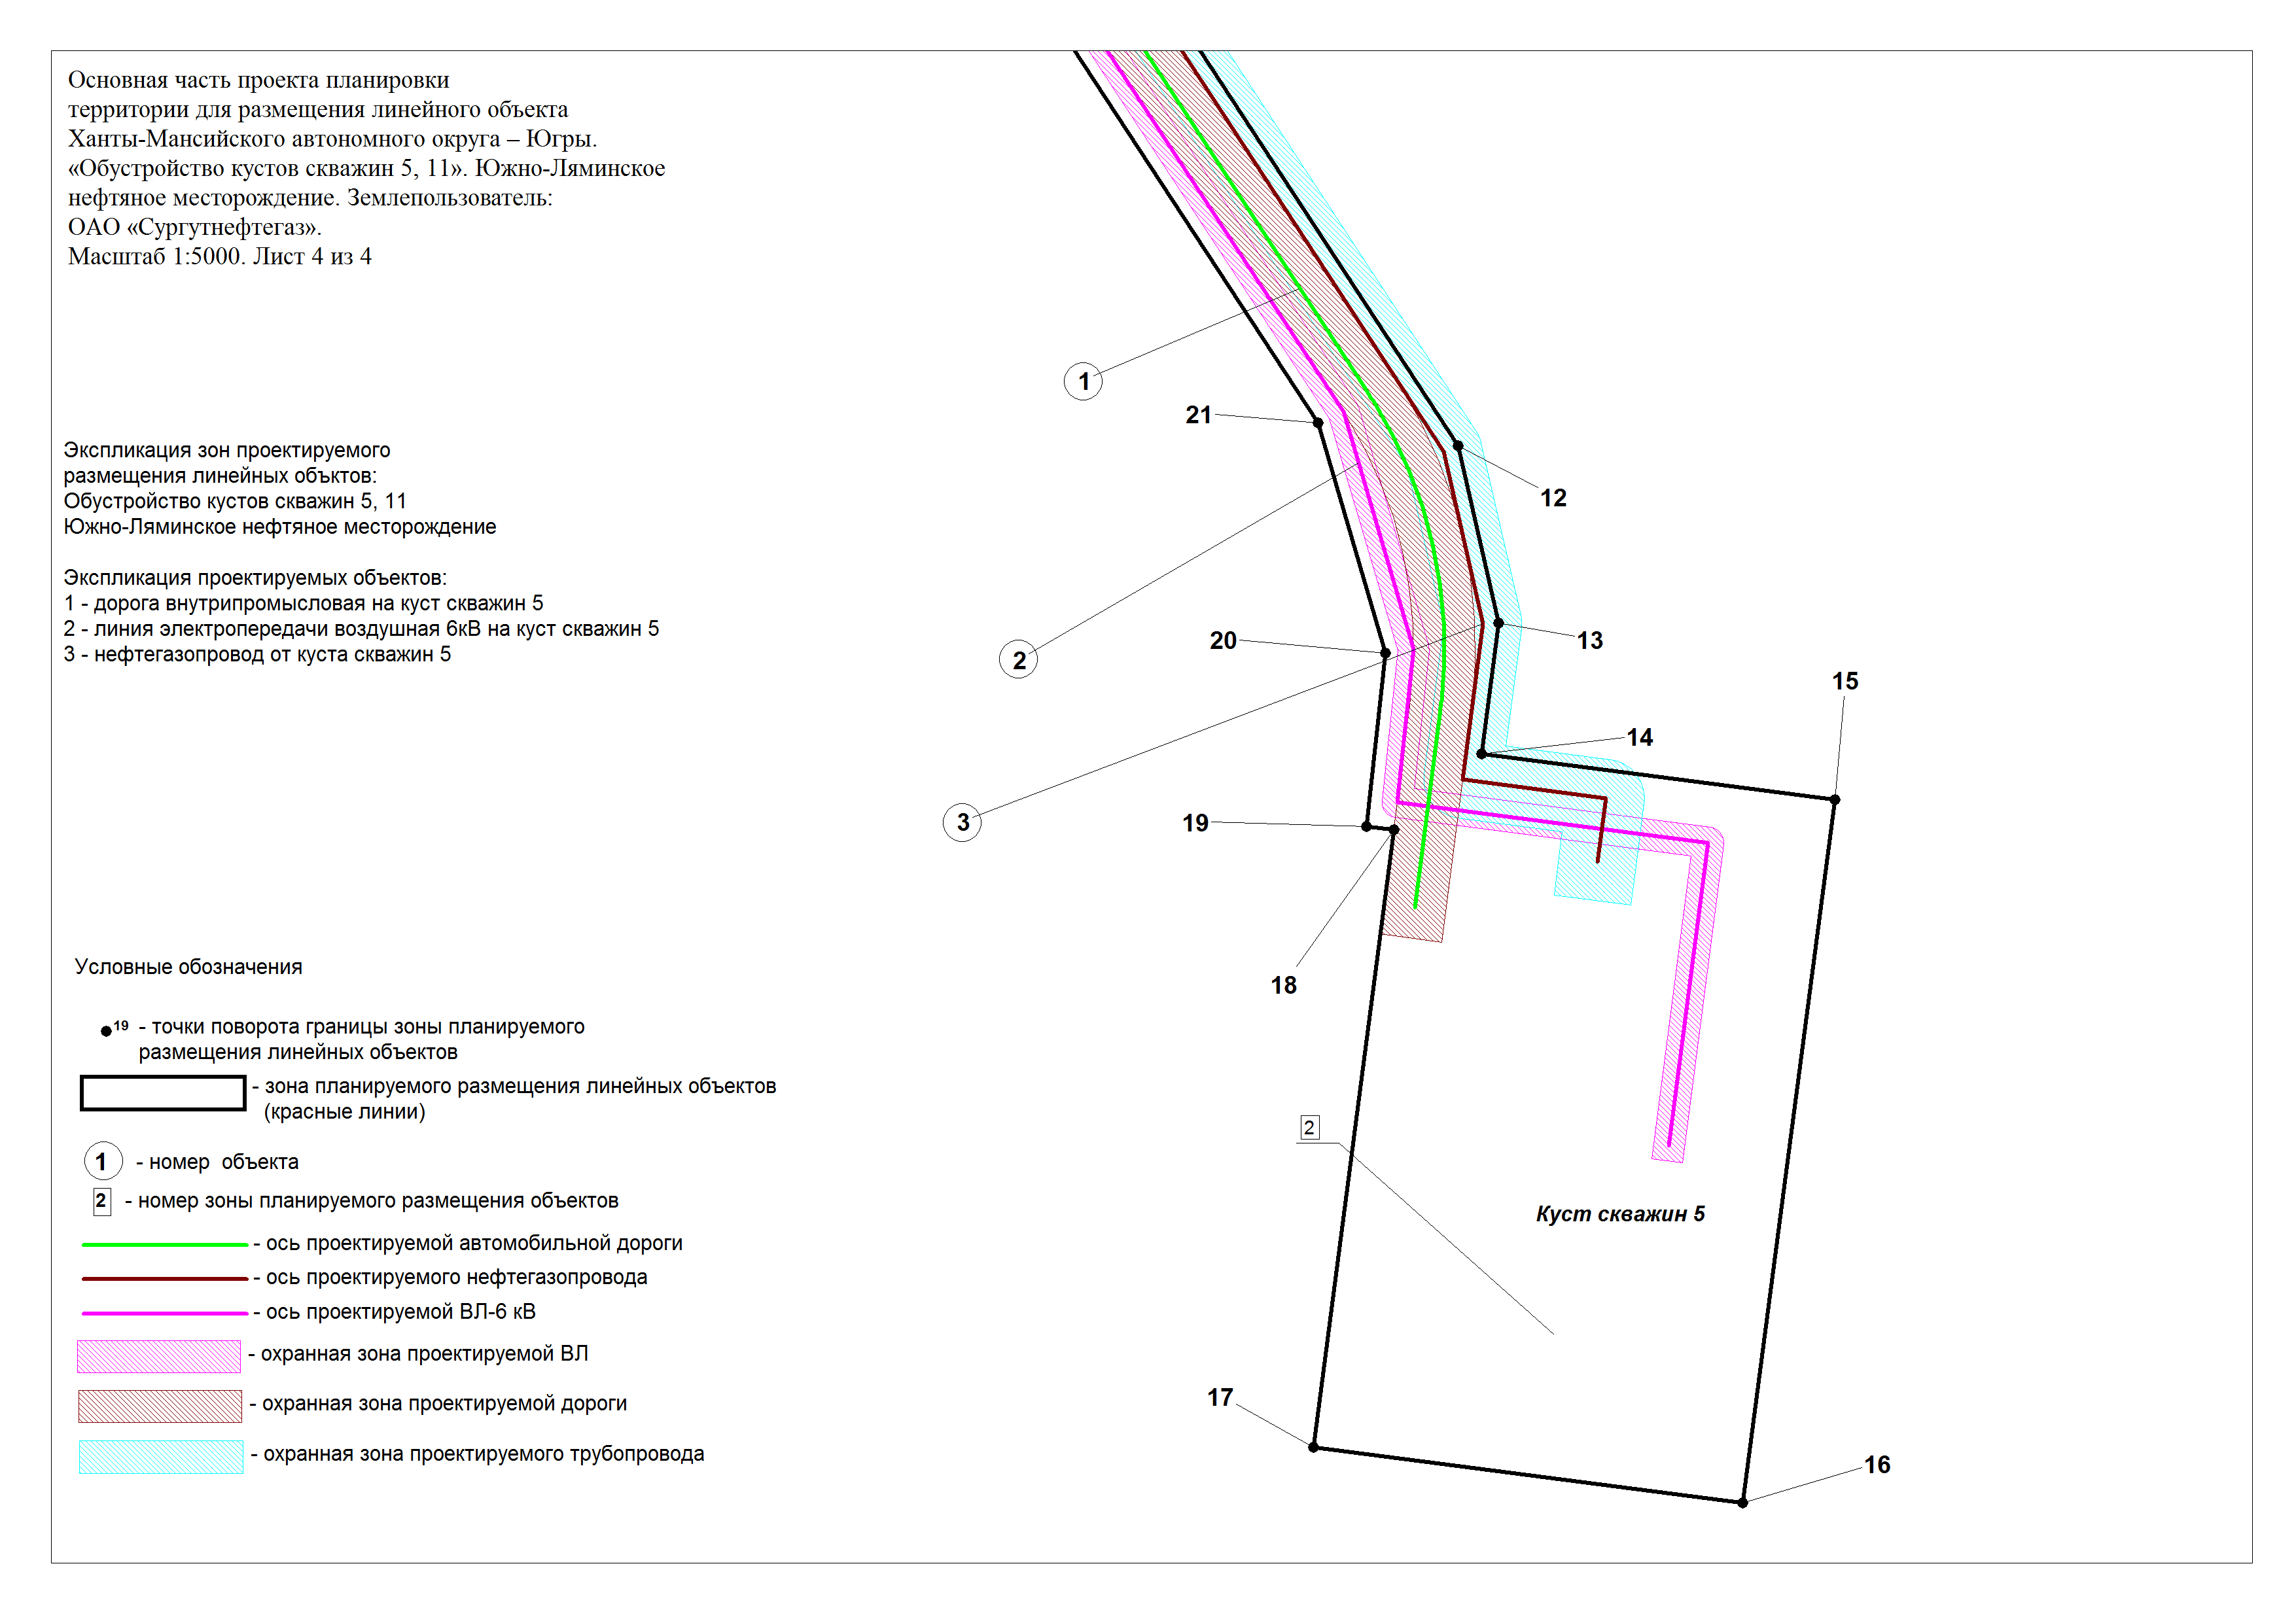 Основная часть проекта планировки
территории для размещения линейного объекта
Ханты-Мансийского автономного округа – Югры.
«Обустройство кустов скважин 5, 11». Южно-Ляминское
нефтяное месторождение. Землепользователь:
ОАО «Сургутнефтегаз».
Масштаб 1:5000. Лист 4 из 4
Экспликация зон проектируемого
размещения линейных объктов:
Обустройство кустов скважин 5, 11
Южно-Ляминское нефтяное месторождение
Экспликация проектируемых объектов:
1 - дорога внутрипромысловая на куст скважин 5
2 - линия электропередачи воздушная 6кВ на куст скважин 5
3 - нефтегазопровод от куста скважин 5
Условные обозначения
19 - точки поворота границы зоны планируемого
размещения линейных объектов
- зона планируемого размещения линейных объектов
(красные линии)
1 - номер объекта
2 - номер зоны планируемого размещения объектов
- ось проектируемой автомобильной дороги
- ось проектируемого нефтегазопровода
- ось проектируемой ВЛ-6 кВ
- охранная зона проектируемой ВЛ
- охранная зона проектируемой дороги
- охранная зона проектируемого трубопровода
1
21
12
2
20
13
15
14
3
19
18
2
Куст скважин 5
17
16